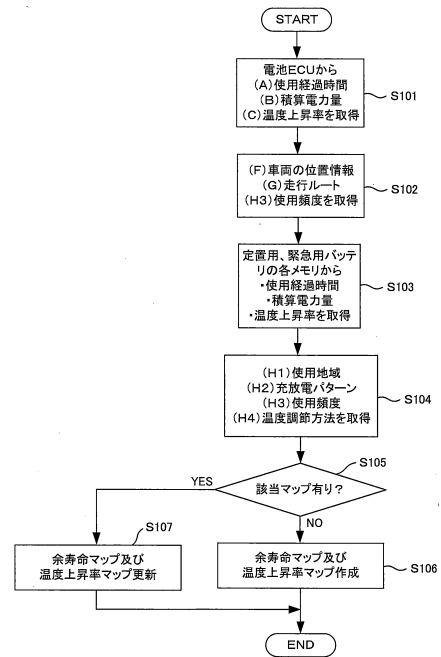 START
電池ECUから
(A)使用経過時間
(B)積算電力量
(C)温度上昇率を取得
S101
(F)車両の位置情報
(G)走行ルート
(H3)使用頻度を取得
S102
定置用、緊急用バッテ
リの各メモリから
・使用経過時間
・積算電力量
・温度上昇率を取得
S103
(H1)使用地域
(H2)充放電パターン
(H3)使用頻度
(H4)温度調節方法を取得
S104
S105
該当マップ有り?
YES
NO
S107
余寿命マップ及び
温度上昇率マップ更新
余寿命マップ及び
温度上昇率マップ作成
S106
END